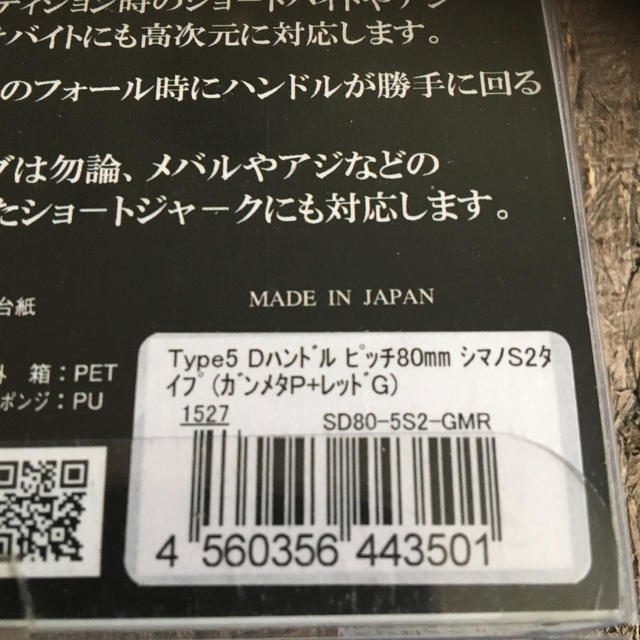 ディション時のショートバイトやアン
オバイトにも高次元に対応します。
のフォール時にハンドルが勝手に回る
グは勿論、メバルやアジなどの
たショートジャークにも対応します。
台紙
MADE IN JAPAN
箱：PET
ポンジ：PU
Type5 Dﾊﾝﾄﾞﾙ ﾋﾟｯﾁ80mm ｼﾏﾉS2ﾀ
ｲﾌﾟ(ｶﾞﾝﾒﾀP+ﾚｯﾄﾞG)
1527 SD80-5S2-GMR
4 560356 443501